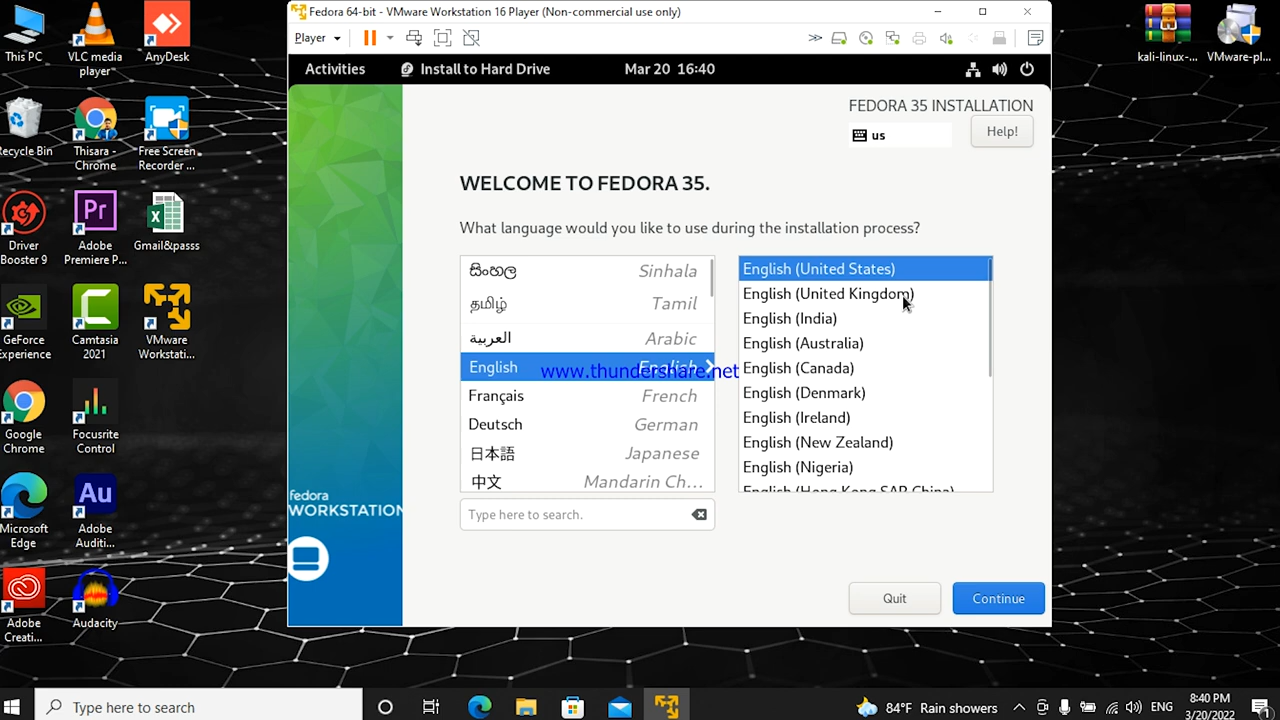 This PC
VLC media
player
AnyDesk
Recycle Bin
Thisara -
Chrome
Free Screen
Recorder ...
Driver
Booster 9
Adobe
Premiere P...
Gmail&pass
GeForce
Experience
Camtasia
2021
VMware
Workstati...
Google
Chrome
Focusrite
Control
Microsoft
Edge
Adobe
Auditi...
Adobe
Creati...
Audacity
kali-linux-...
VMware-pl...
Fedora 64-bit - VMware Workstation 16 Player (Non-commercial use only)
Player
Activities
Install to Hard Drive
Mar 20 16:40
FEDORA 35 INSTALLATION
us
Help!
WELCOME TO FEDORA 35.
What language would you like to use during the installation process?
සිංහල Sinhala
தமிழ் Tamil
العربية Arabic
English English
Français French
Deutsch German
日本語 Japanese
中文 Mandarin Ch...
Type here to search.
English (United States)
English (United Kingdom)
English (India)
English (Australia)
English (Canada)
English (Denmark)
English (Ireland)
English (New Zealand)
English (Nigeria)
English (Hong Kong SAR China)
www.thundershare.net
fedora
WORKSTATION
Quit
Continue
Type here to search
84°F Rain showers
ENG
8:40 PM
3/20/2022